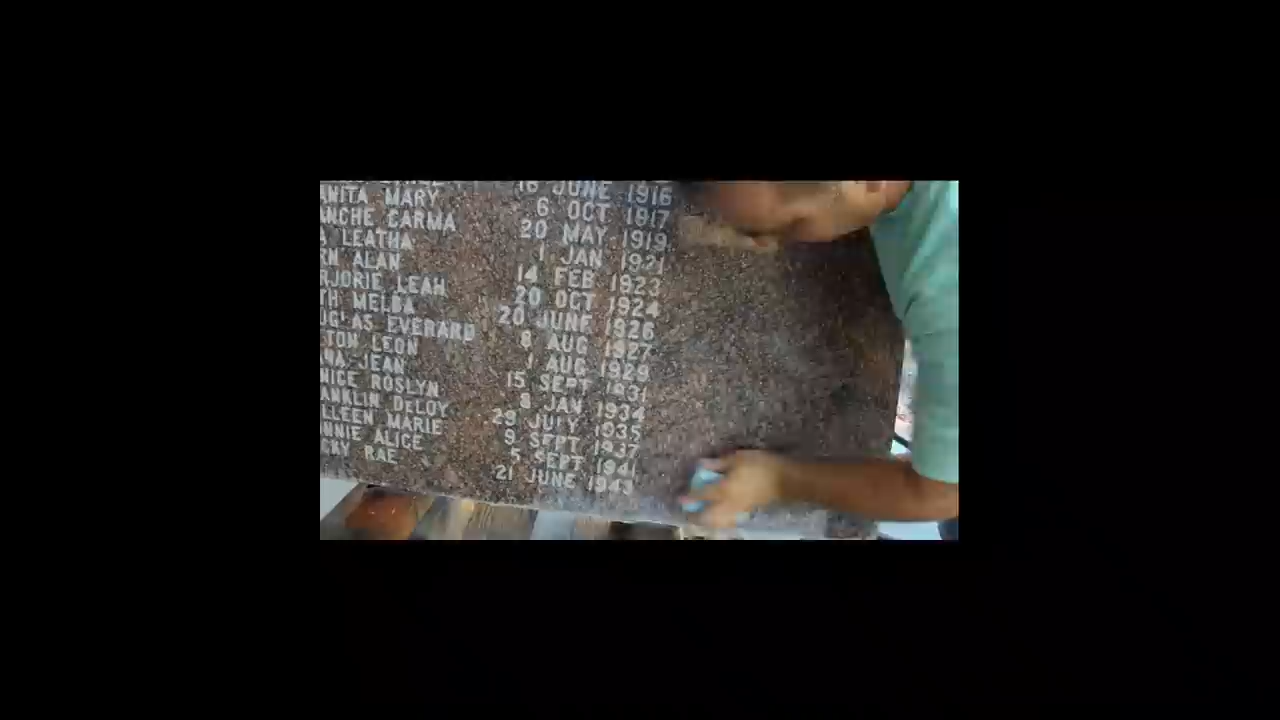 16 JUNE 1916
ANITA MARY 6 OCT 1917
ANCHE CARMA 20 MAY 1919
A LEATHA 1 JAN 1921
RN ALAN 14 FEB 1923
RJORIE LEAH 20 OCT 1924
TH MELBA 20 JUNE 1926
UGLAS EVERARD 8 AUG 1927
TON LEON 1 AUG 1929
NA JEAN 15 SEPT 1931
NICE ROSLYN 8 JAN 1934
ANKLIN DeLOY 29 JULY 1935
LLEEN MARIE 9 SEPT 1937
NNIE ALICE 5 SEPT 1941
CKY RAE 21 JUNE 1943